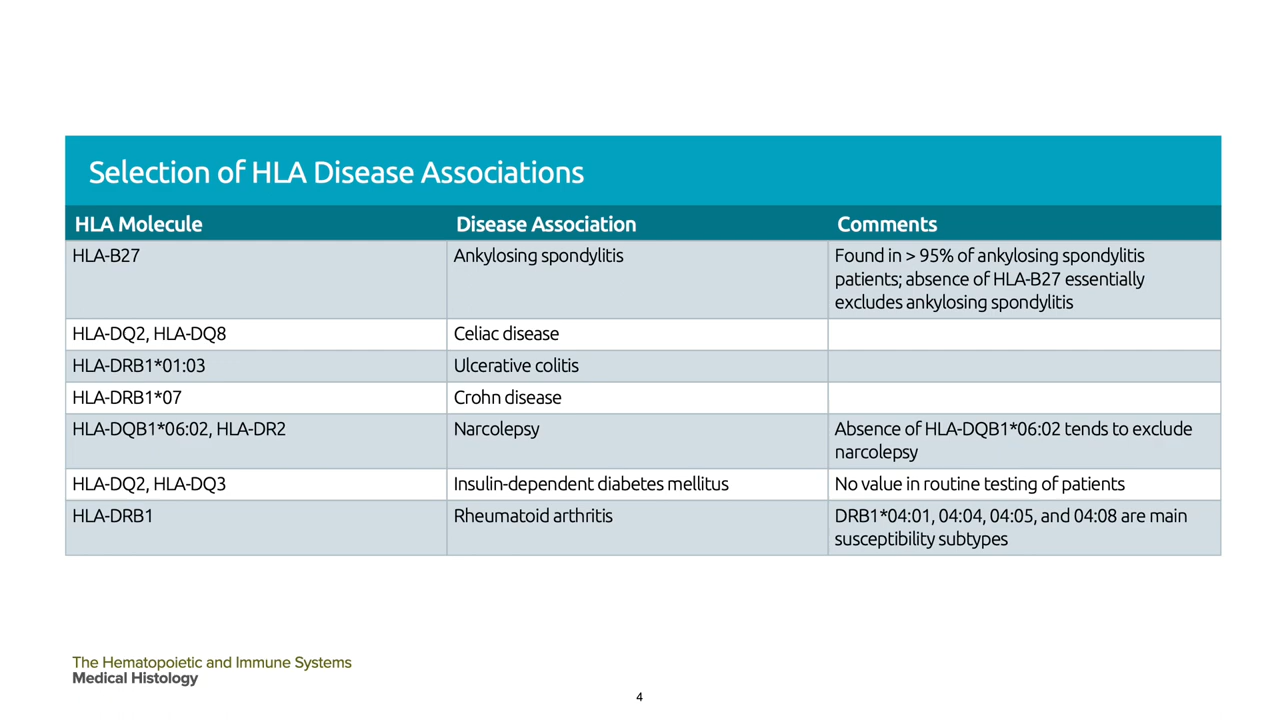 Selection of HLA Disease Associations
HLA Molecule
Disease Association
Comments
HLA-B27
Ankylosing spondylitis
Found in > 95% of ankylosing spondylitis
patients; absence of HLA-B27 essentially
excludes ankylosing spondylitis
HLA-DQ2, HLA-DQ8
Celiac disease
HLA-DRB1*01:03
Ulcerative colitis
HLA-DRB1*07
Crohn disease
HLA-DQB1*06:02, HLA-DR2
Narcolepsy
Absence of HLA-DQB1*06:02 tends to exclude
narcolepsy
HLA-DQ2, HLA-DQ3
Insulin-dependent diabetes mellitus
No value in routine testing of patients
HLA-DRB1
Rheumatoid arthritis
DRB1*04:01, 04:04, 04:05, and 04:08 are main
susceptibility subtypes
The Hematopoietic and Immune Systems
Medical Histology
4